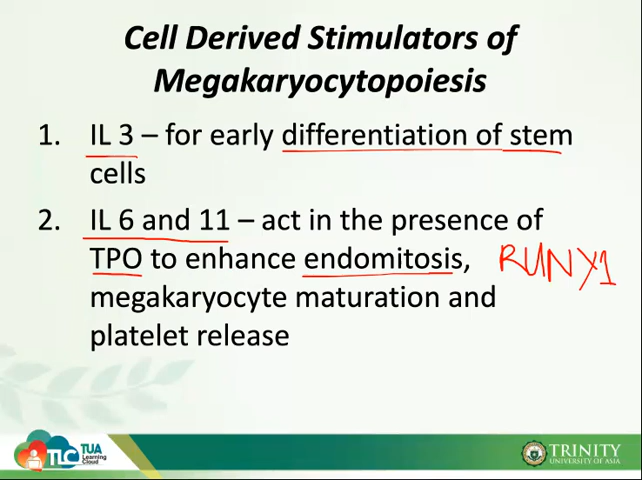 Cell Derived Stimulators of
Megakaryocytopoiesis
1. IL 3 – for early differentiation of stem
cells
2. IL 6 and 11 – act in the presence of
TPO to enhance endomitosis,
RUNX1
megakaryocyte maturation and
platelet release
TLC TUA
Learning
Cloud
TRINITY
UNIVERSITY OF ASIA